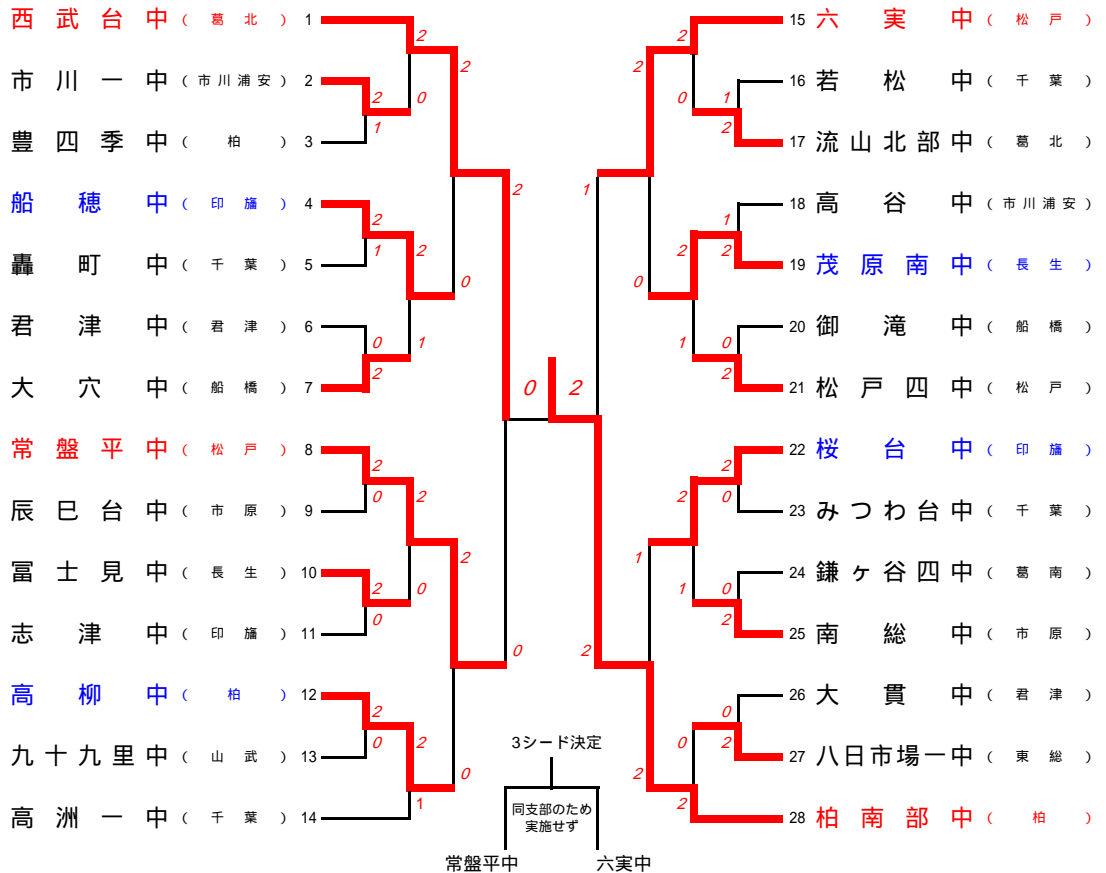 西武台中（葛北）1
市川一中（市川浦安）2
豊四季中（柏）3
船穂中（印旛）4
轟町中（千葉）5
君津中（君津）6
大穴中（船橋）7
常盤平中（松戸）8
辰巳台中（市原）9
冨士見中（長生）10
志津中（印旛）11
高柳中（柏）12
九十九里中（山武）13
高洲一中（千葉）14
2
2
0
2
1
2
2
1
2
0
0
1
2
2
0
2
0
2
2
0
0
0
2
0
2
0
1
0
0 2
3シード決定
同支部のため
実施せず
常盤平中
六実中
2
2
0
1
2
1
1
2
2
0
1
0
2
2
2
0
1
1
0
2
2
0
0
2
2
2
15 六実中（松戸）
16 若松中（千葉）
17 流山北部中（葛北）
18 高谷中（市川浦安）
19 茂原南中（長生）
20 御滝中（船橋）
21 松戸四中（松戸）
22 桜台中（印旛）
23 みつわ台中（千葉）
24 鎌ヶ谷四中（葛南）
25 南総中（市原）
26 大貫中（君津）
27 八日市場一中（東総）
28 柏南部中（柏）